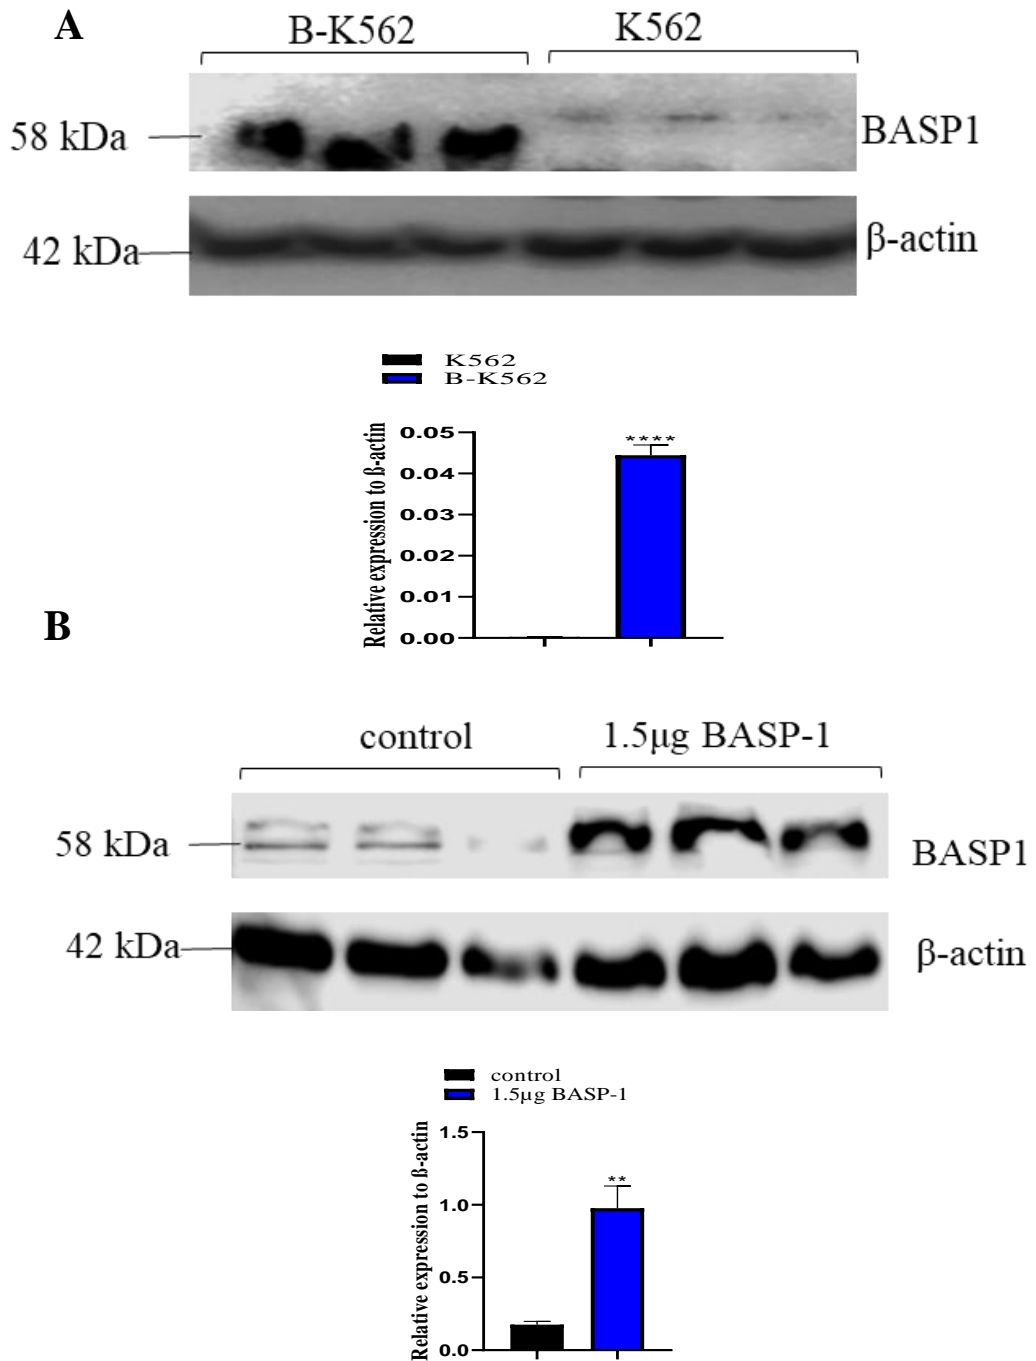 A
B-K562
K562
58 kDa
BASP1
42 kDa
β-actin
K562
B-K562
Relative expression to ß-actin
0.05
0.04
0.03
0.02
0.01
0.00
****
B
control
1.5µg BASP-1
58 kDa
BASP1
42 kDa
β-actin
control
1.5µg BASP-1
Relative expression to ß-actin
1.5
1.0
0.5
0.0
**